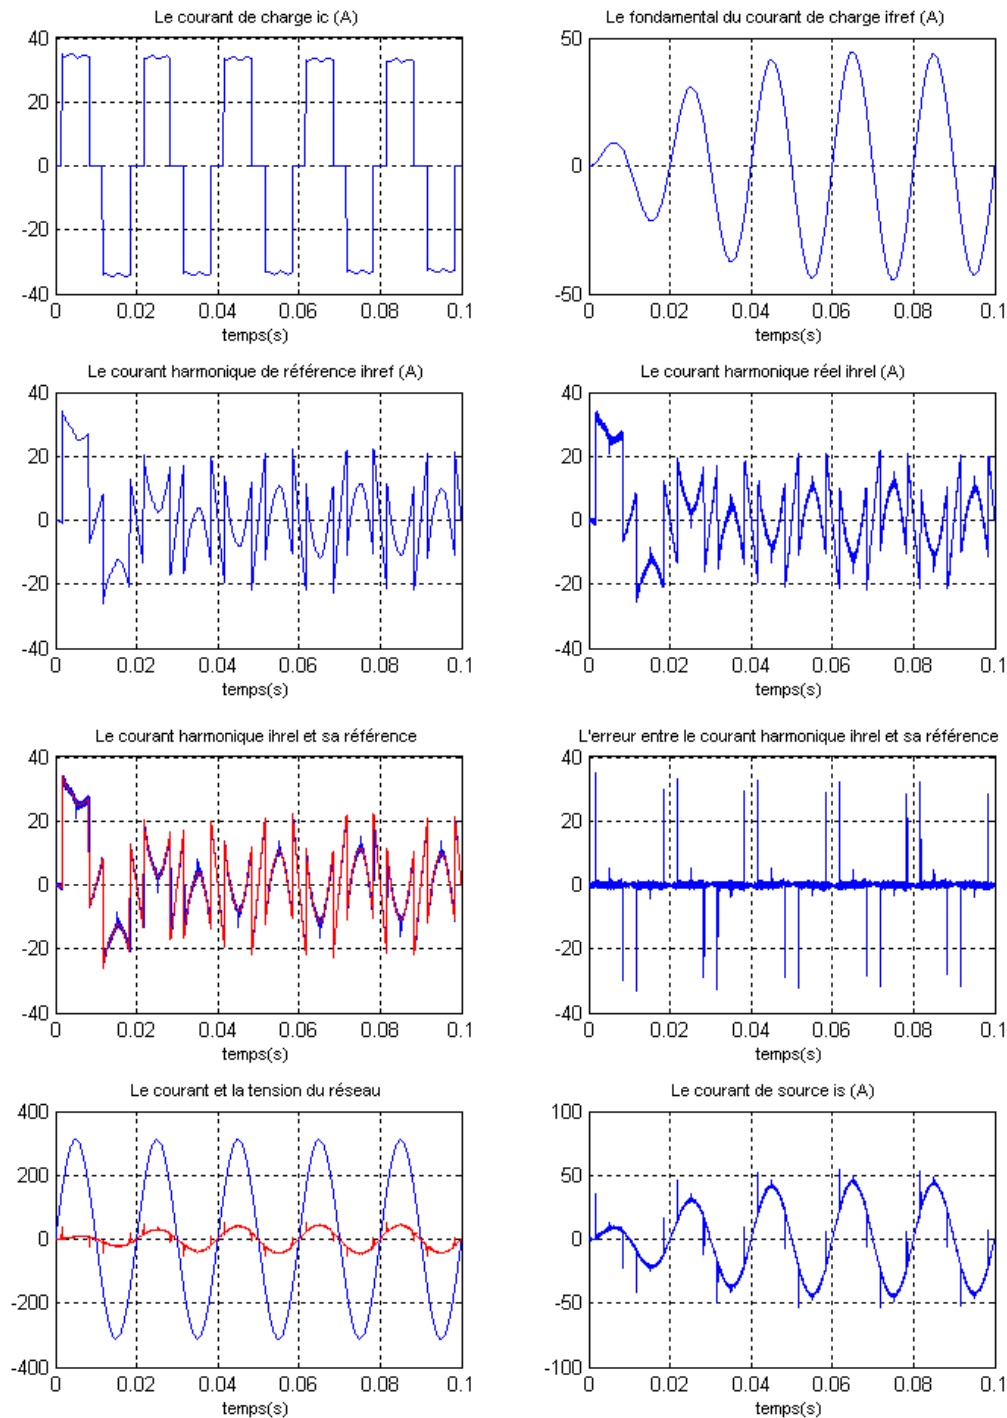 Le courant de charge ic (A)
Le fondamental du courant de charge ifref (A)
40
20
0
-20
-40
0 0.02 0.04 0.06 0.08 0.1
temps(s)
50
0
-50
0 0.02 0.04 0.06 0.08 0.1
temps(s)
Le courant harmonique de référence ihref (A)
Le courant harmonique réel ihrel (A)
40
20
0
-20
-40
0 0.02 0.04 0.06 0.08 0.1
temps(s)
40
20
0
-20
-40
0 0.02 0.04 0.06 0.08 0.1
temps(s)
Le courant harmonique ihrel et sa référence
L'erreur entre le courant harmonique ihrel et sa référence
40
20
0
-20
-40
0 0.02 0.04 0.06 0.08 0.1
temps(s)
40
20
0
-20
-40
0 0.02 0.04 0.06 0.08 0.1
temps(s)
Le courant et la tension du réseau
Le courant de source is (A)
400
200
0
-200
-400
0 0.02 0.04 0.06 0.08 0.1
temps(s)
100
50
0
-50
-100
0 0.02 0.04 0.06 0.08 0.1
temps(s)